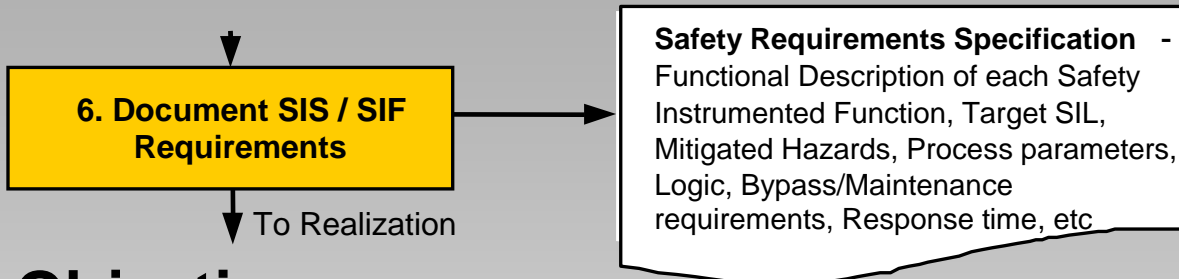 6. Document SIS / SIF
Requirements
To Realization
Safety Requirements Specification -
Functional Description of each Safety
Instrumented Function, Target SIL,
Mitigated Hazards, Process parameters,
Logic, Bypass/Maintenance
requirements, Response time, etc